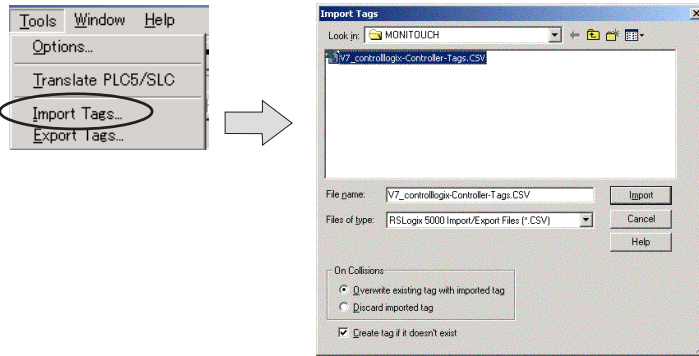 Tools Window Help
Options...
Translate PLC5/SLC
Import Tags...
Export Tags...
Import Tags
Look in: MONITOUCH
V7_controllogix-Controller-Tags.CSV
File name: V7_controlllogix-Controller-Tags.CSV Import
Files of type: RSLogix 5000 Import/Export Files (*.CSV) Cancel
Help
On Collisions
Overwrite existing tag with imported tag
Discard imported tag
Create tag if it doesn't exist